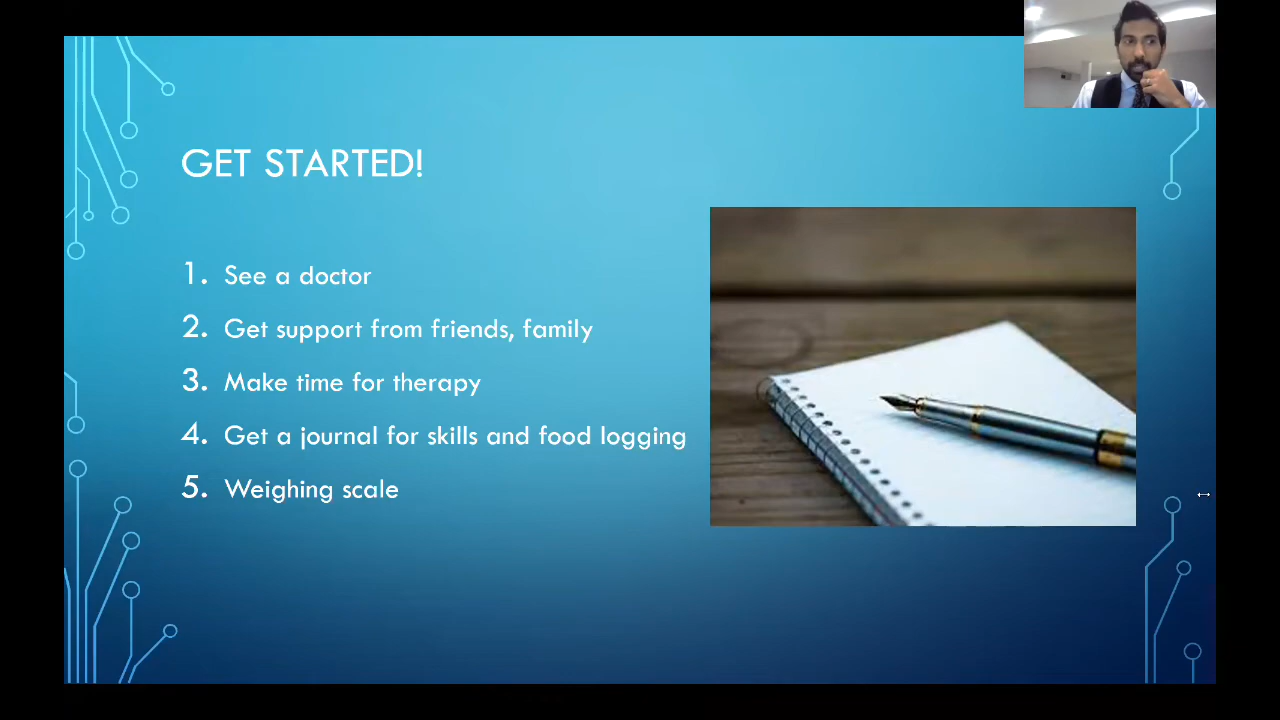 GET STARTED!
1. See a doctor
2. Get support from friends, family
3. Make time for therapy
4. Get a journal for skills and food logging
5. Weighing scale